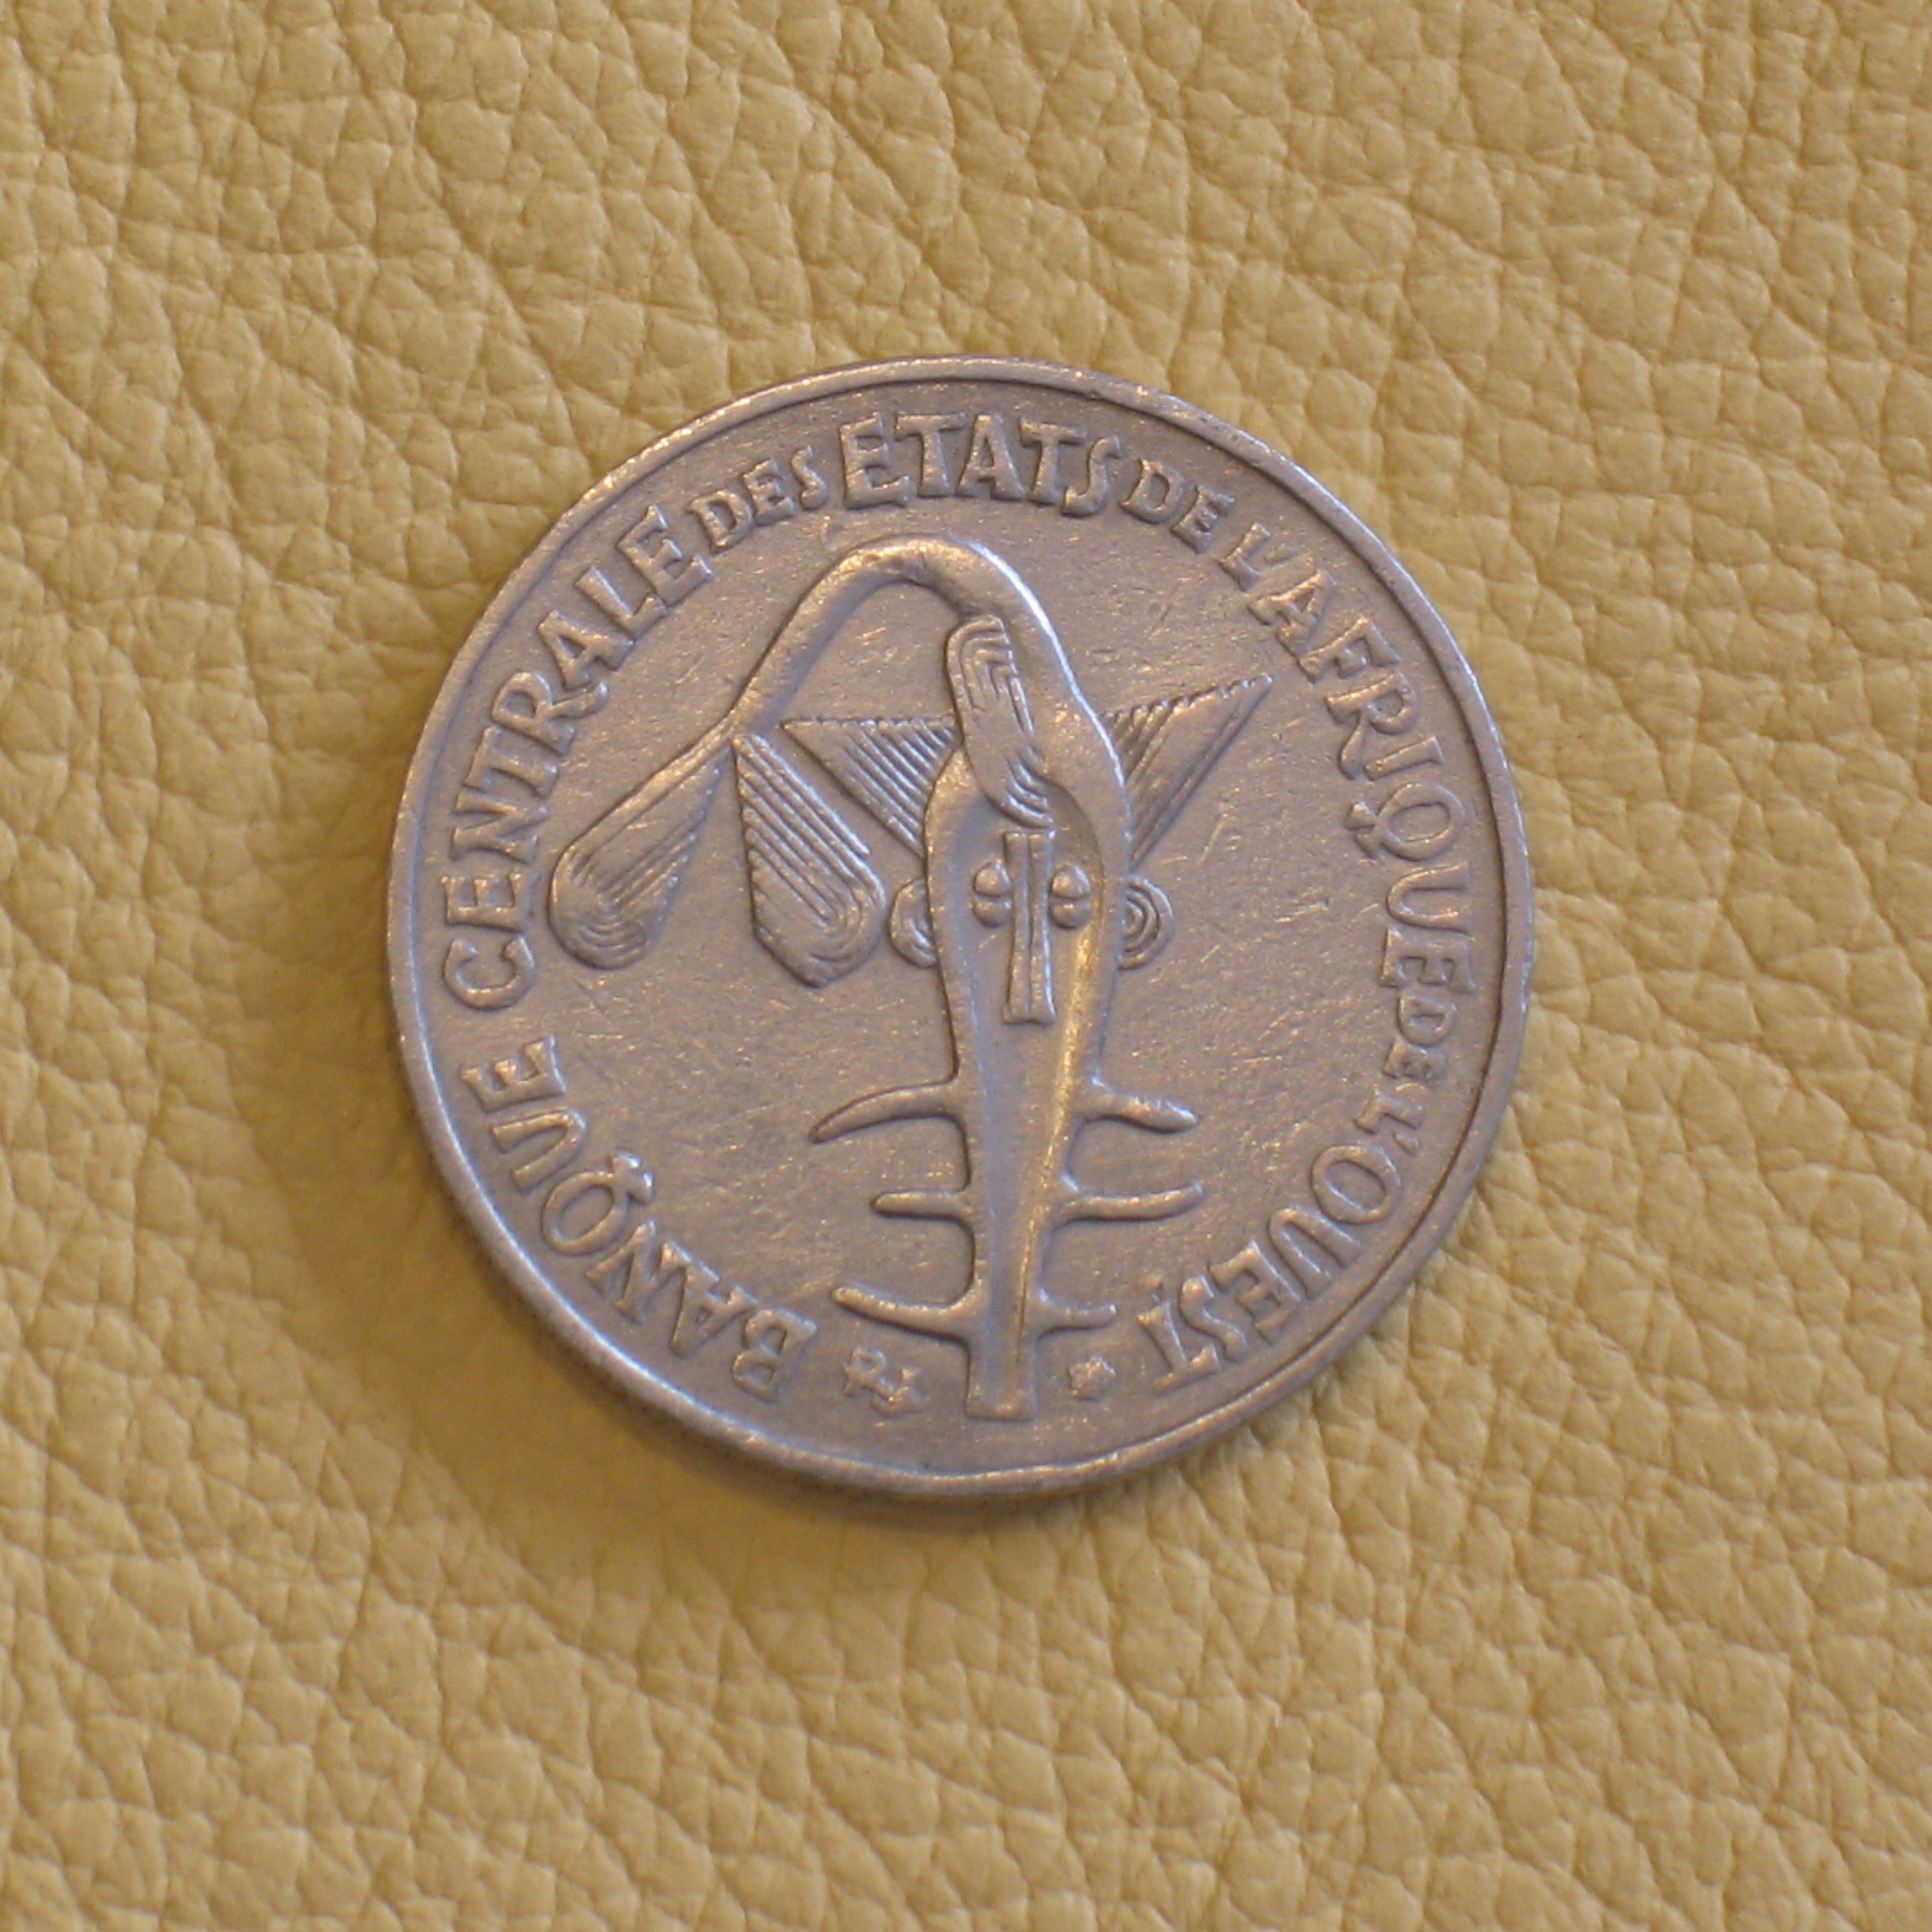 BANQUE CENTRALE DES ETATS DE L'AFRIQUE DE L'OUEST